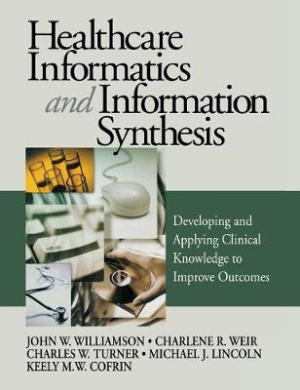 Healthcare
Informatics
and Information
Synthesis
Developing and
Applying Clinical
Knowledge to
Improve Outcomes
JOHN W. WILLIAMSON • CHARLENE R. WEIR
CHARLES W. TURNER • MICHAEL J. LINCOLN
KEELY M.W. COFRIN